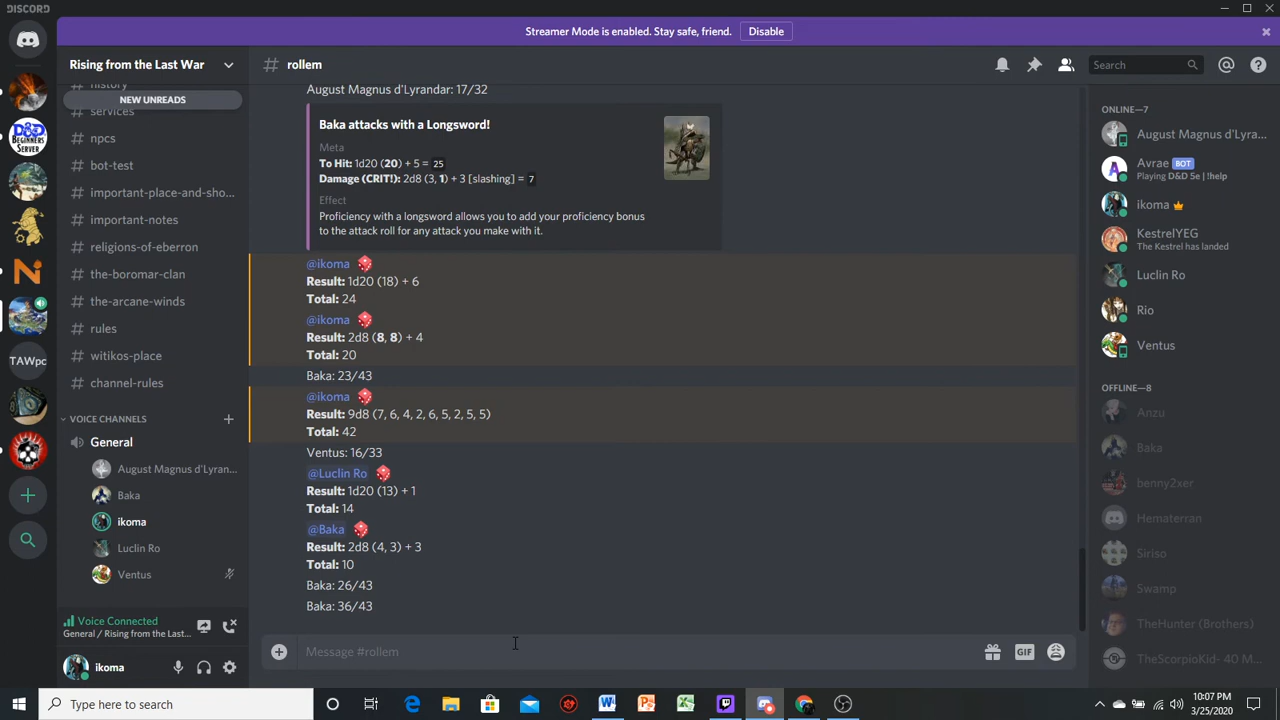 DISCORD
Streamer Mode is enabled. Stay safe, friend. Disable
Rising from the Last War
# rollem
Search
history
NEW UNREADS
services
npcs
bot-test
important-place-and-sho...
important-notes
religions-of-eberron
the-boromar-clan
the-arcane-winds
rules
witikos-place
channel-rules
VOICE CHANNELS
General
August Magnus d'Lyran...
Baka
ikoma
Luclin Ro
Ventus
Voice Connected
General / Rising from the Last...
ikoma
D&D
BEGINNERS
SERVER
TAWpc
August Magnus d'Lyrandar: 17/32
Baka attacks with a Longsword!
Meta
To Hit: 1d20 (20) + 5 = 25
Damage (CRIT!): 2d8 (3, 1) + 3 [slashing] = 7
Effect
Proficiency with a longsword allows you to add your proficiency bonus
to the attack roll for any attack you make with it.
@ikoma
Result: 1d20 (18) + 6
Total: 24
@ikoma
Result: 2d8 (8, 8) + 4
Total: 20
Baka: 23/43
@ikoma
Result: 9d8 (7, 6, 4, 2, 6, 5, 2, 5, 5)
Total: 42
Ventus: 16/33
@Luclin Ro
Result: 1d20 (13) + 1
Total: 14
@Baka
Result: 2d8 (4, 3) + 3
Total: 10
Baka: 26/43
Baka: 36/43
Message #rollem
GIF
ONLINE—7
August Magnus d'Lyra...
Avrae BOT
Playing D&D 5e | !help
ikoma
KestrelYEG
The Kestrel has landed
Luclin Ro
Rio
Ventus
OFFLINE—8
Anzu
Baka
benny2xer
Hematerran
Siriso
Swamp
TheHunter (Brothers)
TheScorpioKid- 40 M...
Type here to search
10:07 PM
3/25/2020